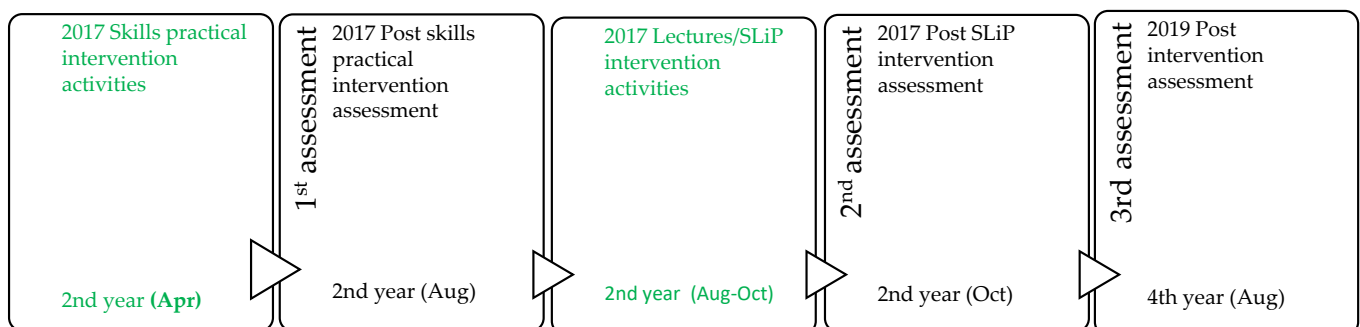 2017 Skills practical
intervention
activities
2nd year (Apr)
1st assessment
2017 Post skills
practical
intervention
assessment
2nd year (Aug)
2017 Lectures/SLiP
intervention
activities
2nd year (Aug-Oct)
2nd assessment
2017 Post SLiP
intervention
assessment
2nd year (Oct)
3rd assessment
2019 Post
intervention
assessment
4th year (Aug)